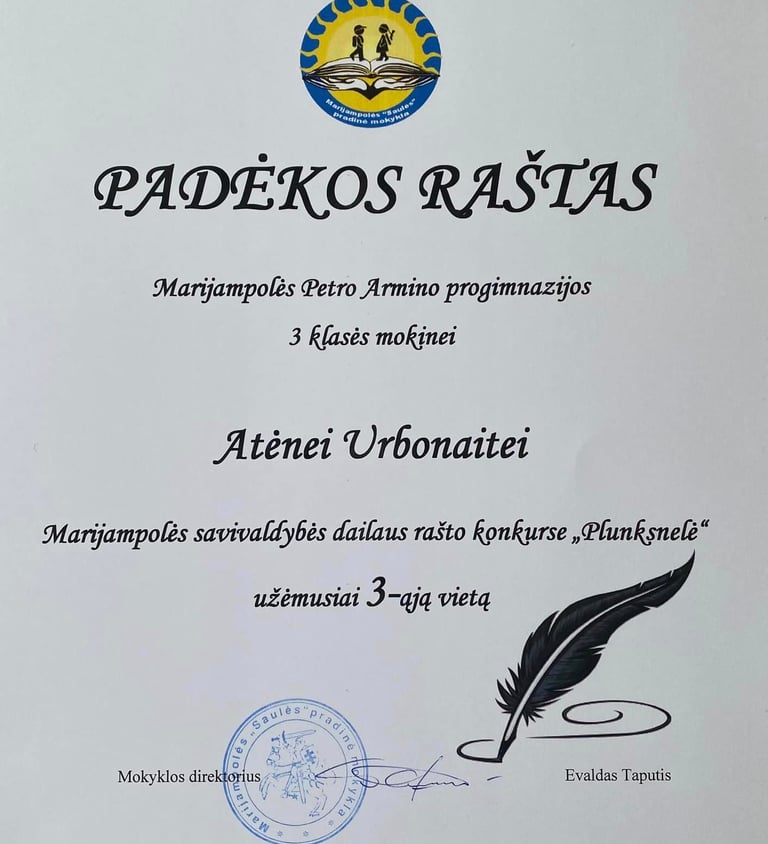 Marijampolės "Saulės"
pradinė mokykla
PADĖKOS RAŠTAS
Marijampolės Petro Armino progimnazijos
3 klasės mokinei
Atėnei Urbonaitei
Marijampolės savivaldybės dailaus rašto konkurse „Plunksnelė“
užėmusiai 3-ąją vietą
Mokyklos direktorius
Evaldas Taputis
Marijampolės „Saulės" pradinė mokykla